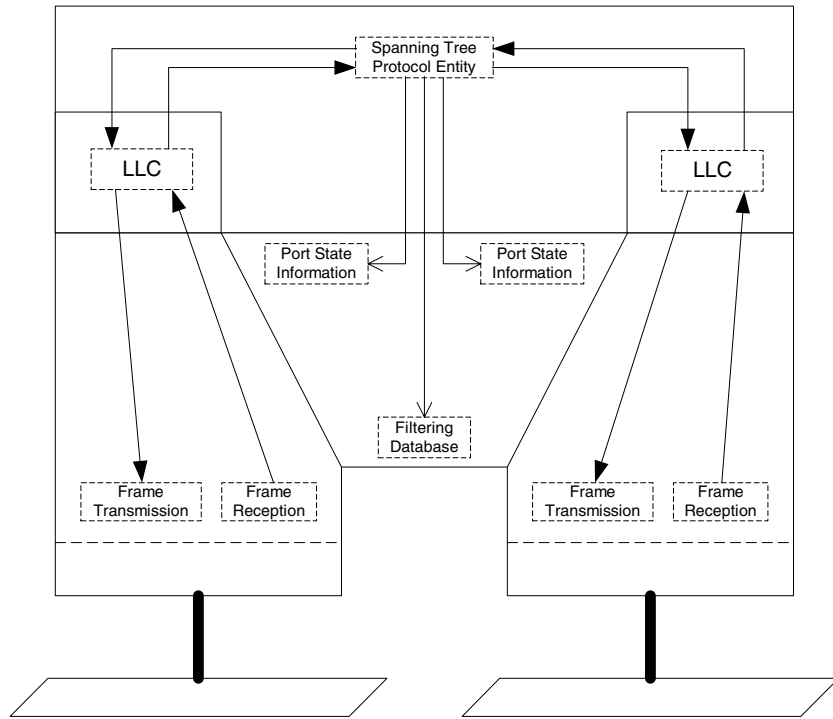 Spanning Tree
Protocol Entity
LLC
LLC
Port State
Information
Port State
Information
Filtering
Database
Frame
Transmission
Frame
Reception
Frame
Transmission
Frame
Reception